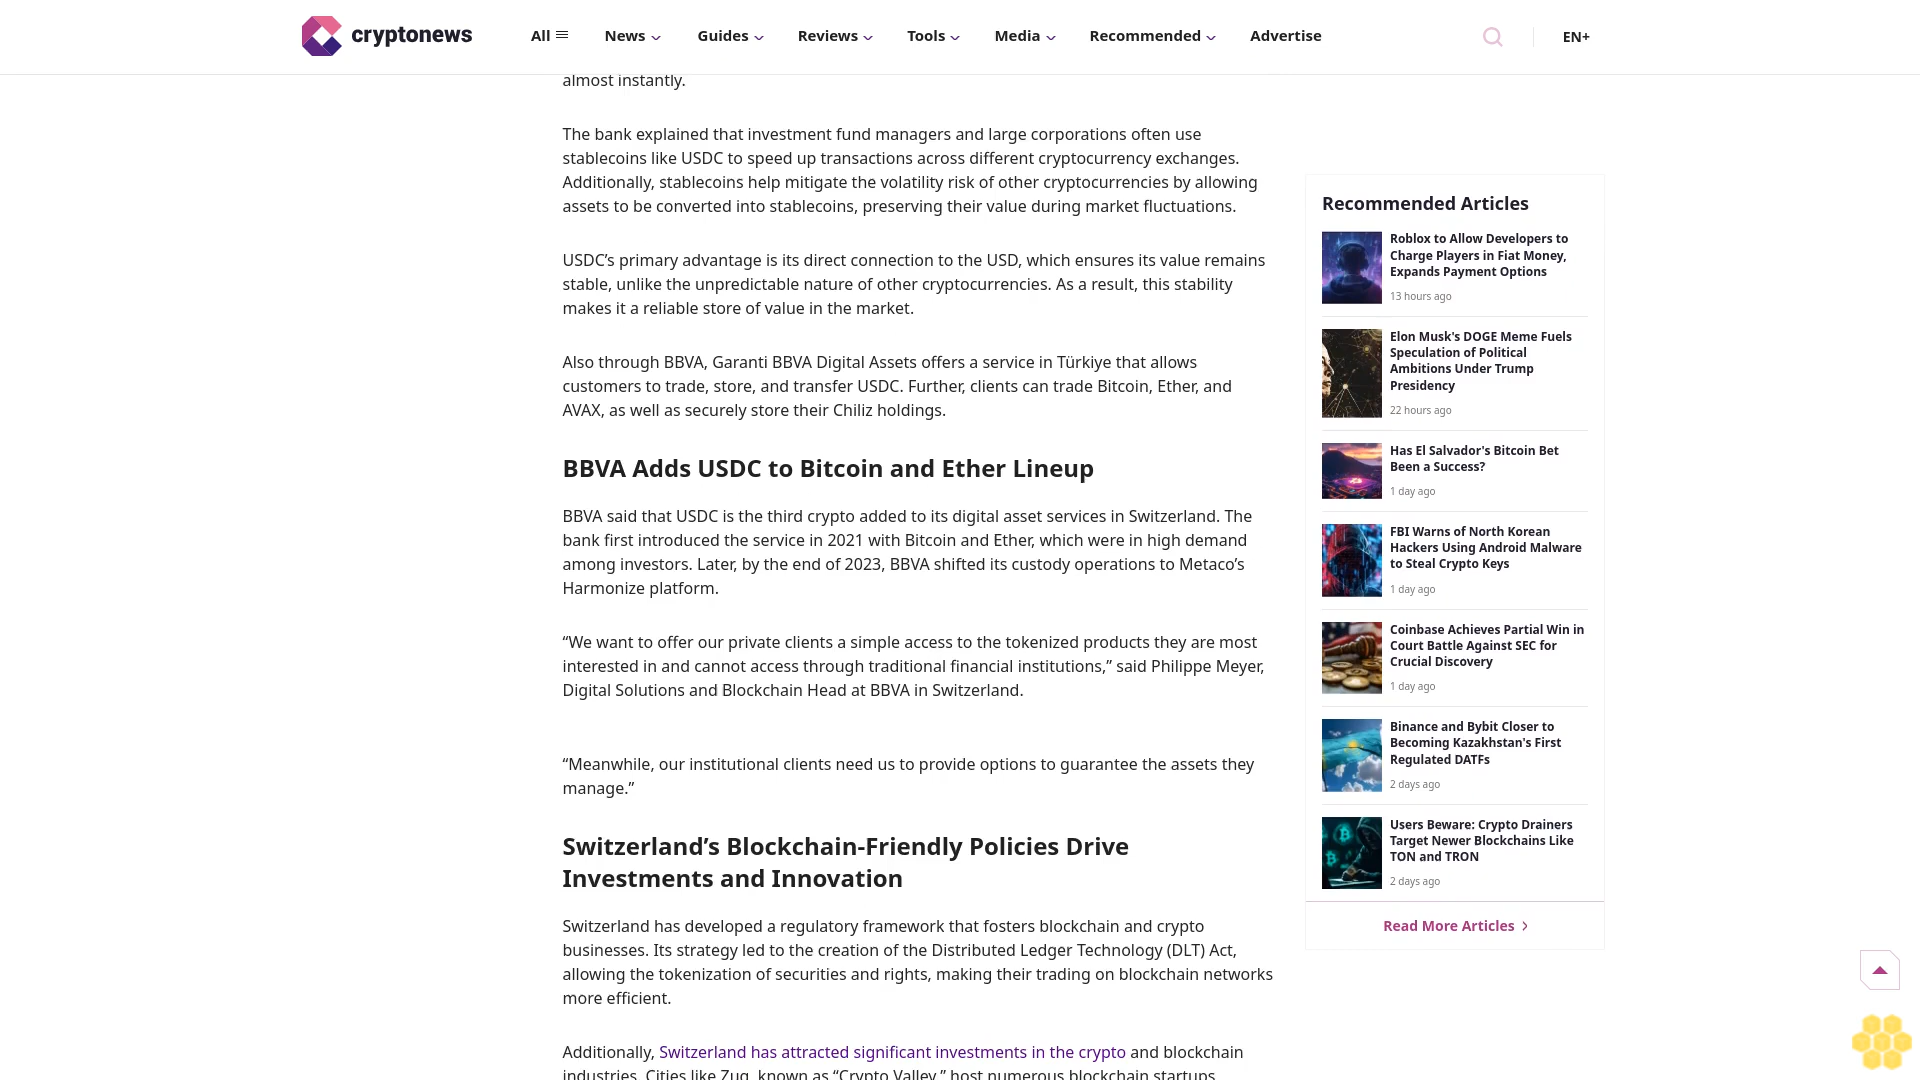 cryptonews
All
News
Guides
Reviews
Tools
Media
Recommended
Advertise
EN+
almost instantly.
The bank explained that investment fund managers and large corporations often use
stablecoins like USDC to speed up transactions across different cryptocurrency exchanges.
Additionally, stablecoins help mitigate the volatility risk of other cryptocurrencies by allowing
assets to be converted into stablecoins, preserving their value during market fluctuations.
USDC’s primary advantage is its direct connection to the USD, which ensures its value remains
stable, unlike the unpredictable nature of other cryptocurrencies. As a result, this stability
makes it a reliable store of value in the market.
Also through BBVA, Garanti BBVA Digital Assets offers a service in Türkiye that allows
customers to trade, store, and transfer USDC. Further, clients can trade Bitcoin, Ether, and
AVAX, as well as securely store their Chiliz holdings.
BBVA Adds USDC to Bitcoin and Ether Lineup
BBVA said that USDC is the third crypto added to its digital asset services in Switzerland. The
bank first introduced the service in 2021 with Bitcoin and Ether, which were in high demand
among investors. Later, by the end of 2023, BBVA shifted its custody operations to Metaco’s
Harmonize platform.
“We want to offer our private clients a simple access to the tokenized products they are most
interested in and cannot access through traditional financial institutions,” said Philippe Meyer,
Digital Solutions and Blockchain Head at BBVA in Switzerland.
“Meanwhile, our institutional clients need us to provide options to guarantee the assets they
manage.”
Switzerland’s Blockchain-Friendly Policies Drive
Investments and Innovation
Switzerland has developed a regulatory framework that fosters blockchain and crypto
businesses. Its strategy led to the creation of the Distributed Ledger Technology (DLT) Act,
allowing the tokenization of securities and rights, making their trading on blockchain networks
more efficient.
Additionally, Switzerland has attracted significant investments in the crypto and blockchain
industries. Cities like Zug, known as “Crypto Valley,” host numerous blockchain startups
Recommended Articles
Roblox to Allow Developers to
Charge Players in Fiat Money,
Expands Payment Options
13 hours ago
Elon Musk's DOGE Meme Fuels
Speculation of Political
Ambitions Under Trump
Presidency
22 hours ago
Has El Salvador's Bitcoin Bet
Been a Success?
1 day ago
FBI Warns of North Korean
Hackers Using Android Malware
to Steal Crypto Keys
1 day ago
Coinbase Achieves Partial Win in
Court Battle Against SEC for
Crucial Discovery
1 day ago
Binance and Bybit Closer to
Becoming Kazakhstan's First
Regulated DATFs
2 days ago
Users Beware: Crypto Drainers
Target Newer Blockchains Like
TON and TRON
2 days ago
Read More Articles